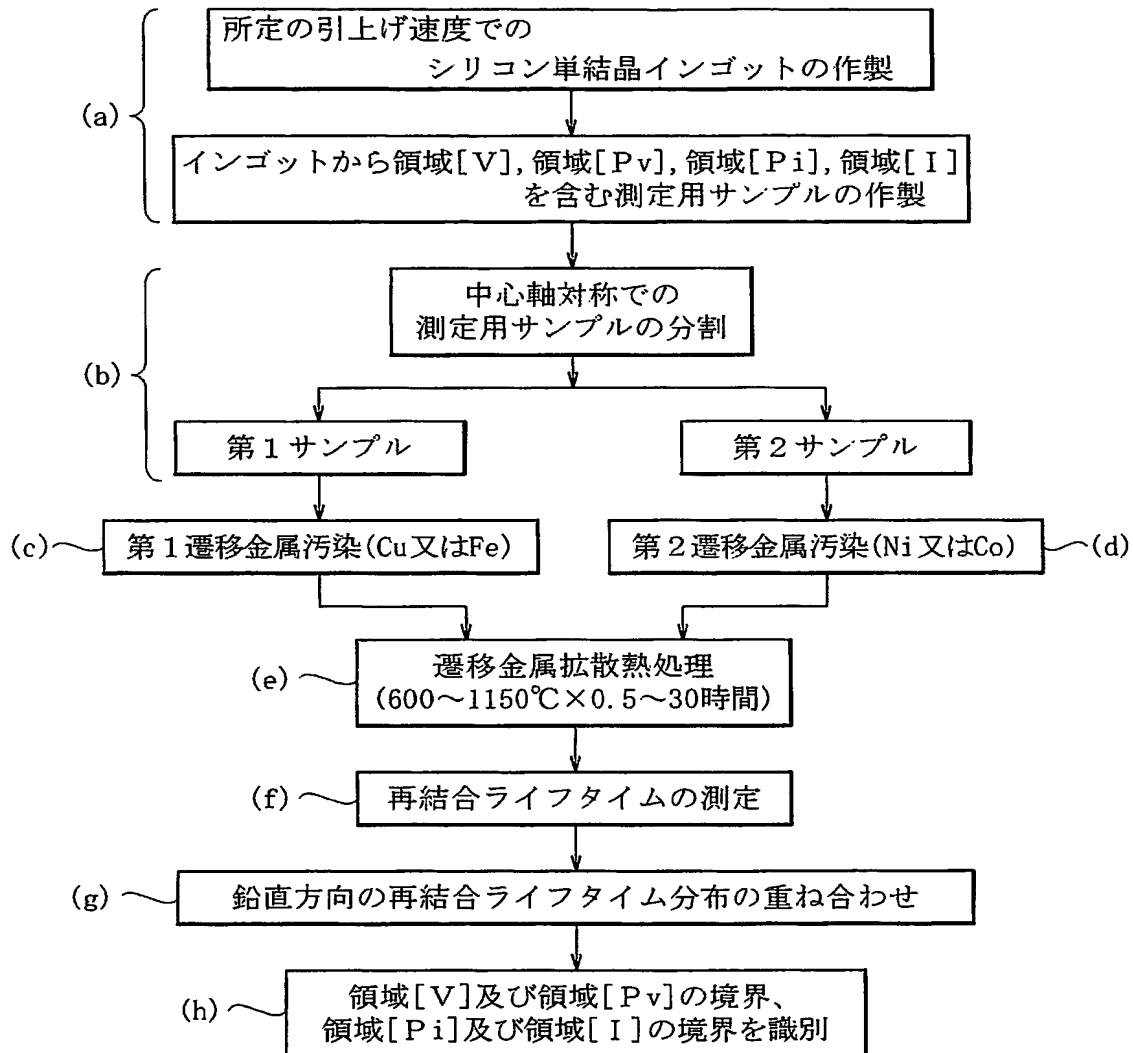 所定の引上げ速度での
シリコン単結晶インゴットの作製
(a)
インゴットから領域[V],領域[Pv],領域[Pi],領域[I]
を含む測定用サンプルの作製
中心軸対称での
測定用サンプルの分割
(b)
第1サンプル
第2サンプル
(c)
第1遷移金属汚染(Cu又はFe)
第2遷移金属汚染(Ni又はCo)
(d)
(e)
遷移金属拡散熱処理
(600～1150℃×0.5～30時間)
(f)
再結合ライフタイムの測定
(g)
鉛直方向の再結合ライフタイム分布の重ね合わせ
(h)
領域[V]及び領域[Pv]の境界、
領域[Pi]及び領域[I]の境界を識別